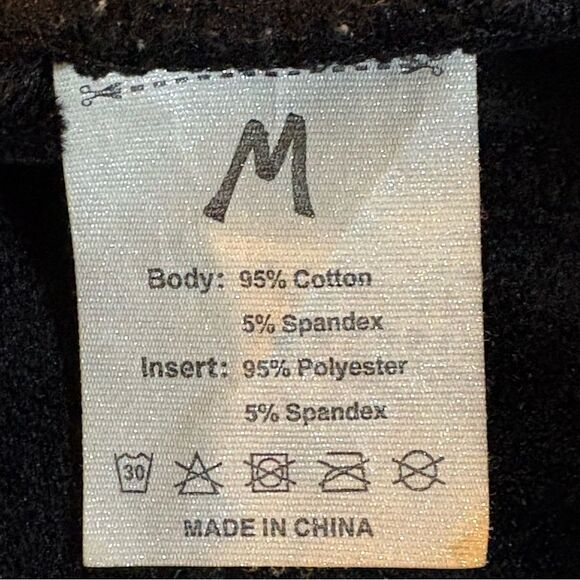 M
Body: 95% Cotton
5% Spandex
Insert: 95% Polyester
5% Spandex
30
MADE IN CHINA